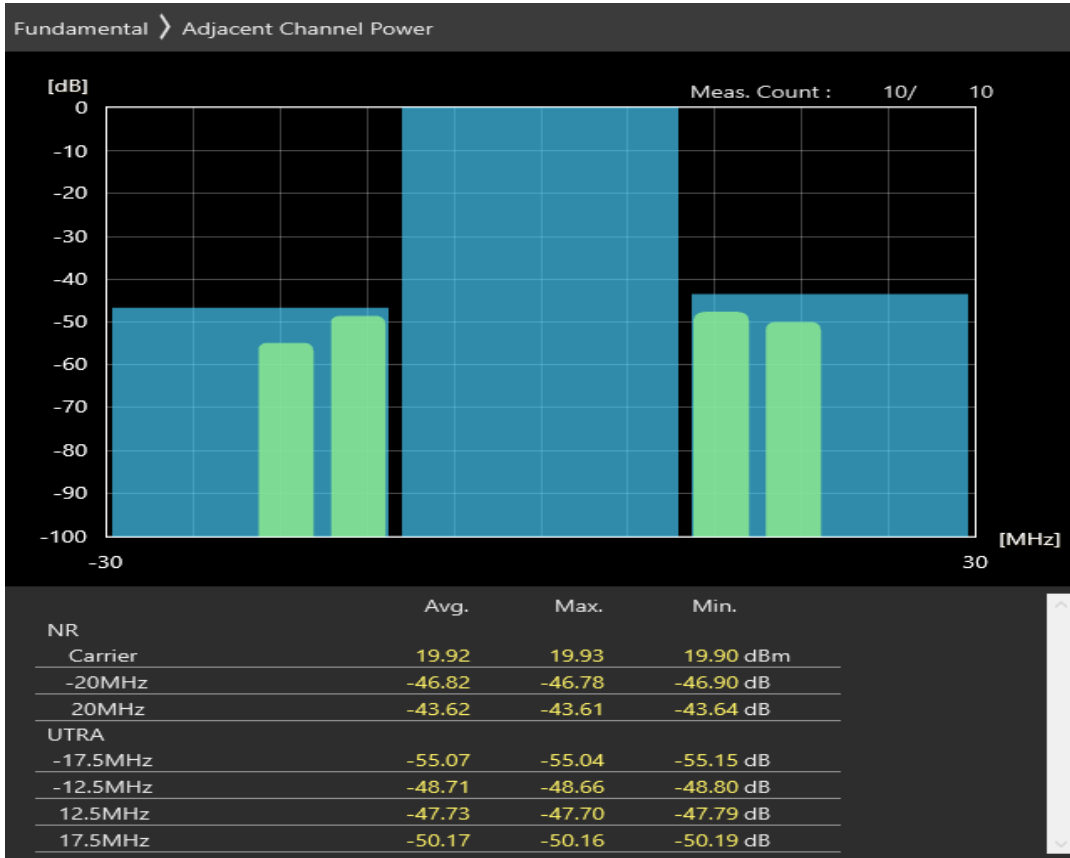 Fundamental ❯ Adjacent Channel Power
[dB]
Meas. Count : 10/ 10
0
-10
-20
-30
-40
-50
-60
-70
-80
-90
-100
[MHz]
-30 30
Avg. Max. Min.
NR
Carrier 19.92 19.93 19.90 dBm
-20MHz -46.82 -46.78 -46.90 dB
20MHz -43.62 -43.61 -43.64 dB
UTRA
-17.5MHz -55.07 -55.04 -55.15 dB
-12.5MHz -48.71 -48.66 -48.80 dB
12.5MHz -47.73 -47.70 -47.79 dB
17.5MHz -50.17 -50.16 -50.19 dB